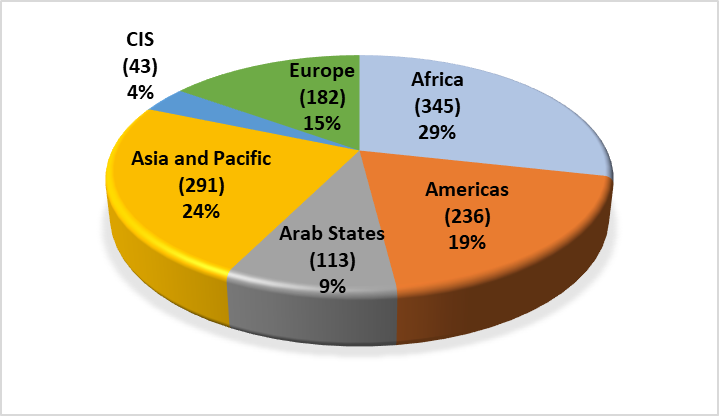 CIS
(43)
4%
Europe
(182)
15%
Africa
(345)
29%
Asia and Pacific
(291)
24%
Americas
(236)
19%
Arab States
(113)
9%